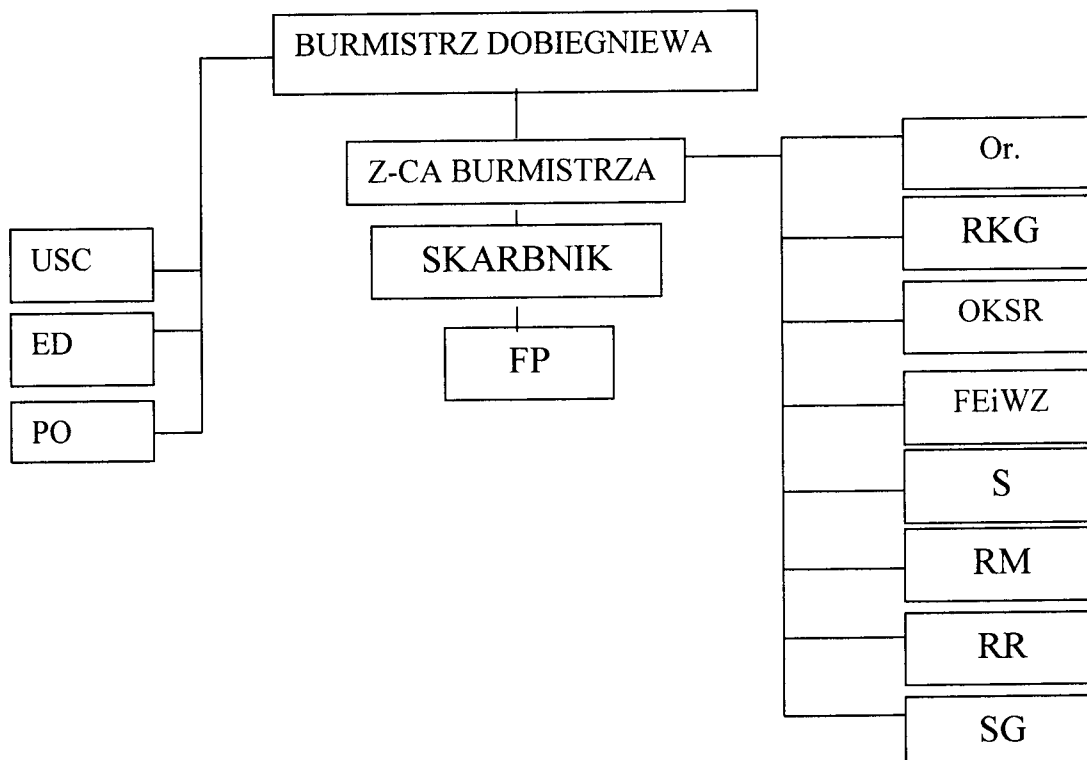 BURMISTRZ DOBIEGNIEWA
Z-CA BURMISTRZA
SKARBNIK
FP
USC
ED
PO
Or.
RKG
OKSR
FEiWZ
S
RM
RR
SG